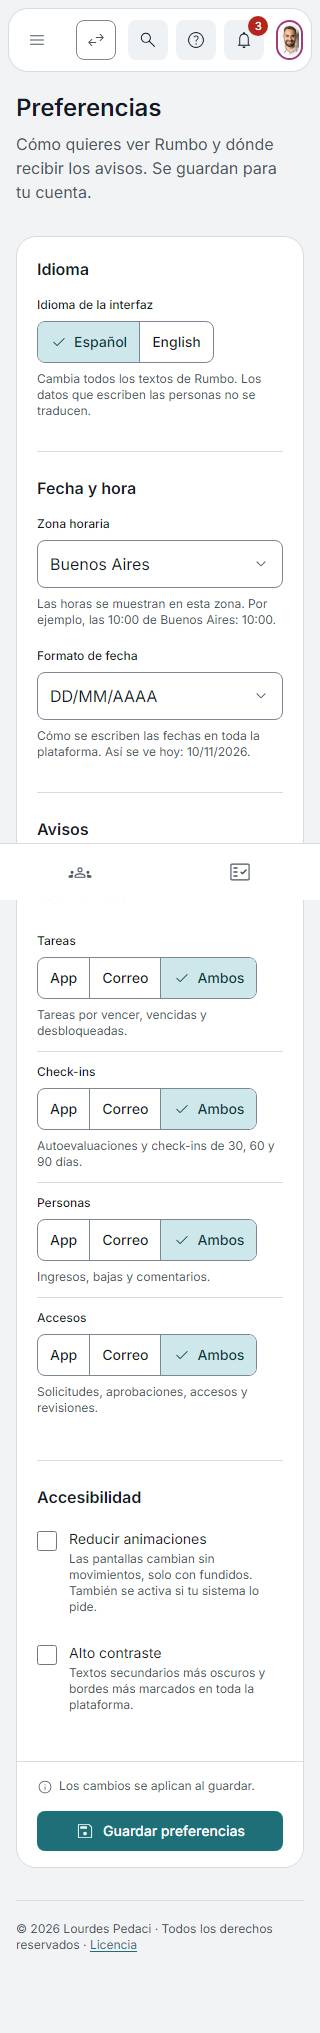 3
Preferencias
Cómo quieres ver Rumbo y dónde
recibir los avisos. Se guardan para
tu cuenta.
Idioma
Idioma de la interfaz
Español
English
Cambia todos los textos de Rumbo. Los
datos que escriben las personas no se
traducen.
Fecha y hora
Zona horaria
Buenos Aires
Las horas se muestran en esta zona. Por
ejemplo, las 10:00 de Buenos Aires: 10:00.
Formato de fecha
DD/MM/AAAA
Cómo se escriben las fechas en toda la
plataforma. Así se ve hoy: 10/11/2026.
Avisos
Tareas
App Correo Ambos
Tareas por vencer, vencidas y
desbloqueadas.
Check-ins
App Correo Ambos
Autoevaluaciones y check-ins de 30, 60 y
90 días.
Personas
App Correo Ambos
Ingresos, bajas y comentarios.
Accesos
App Correo Ambos
Solicitudes, aprobaciones, accesos y
revisiones.
Accesibilidad
Reducir animaciones
Las pantallas cambian sin
movimientos, solo con fundidos.
También se activa si tu sistema lo
pide.
Alto contraste
Textos secundarios más oscuros y
bordes más marcados en toda la
plataforma.
Los cambios se aplican al guardar.
Guardar preferencias
© 2026 Lourdes Pedaci · Todos los derechos
reservados · Licencia